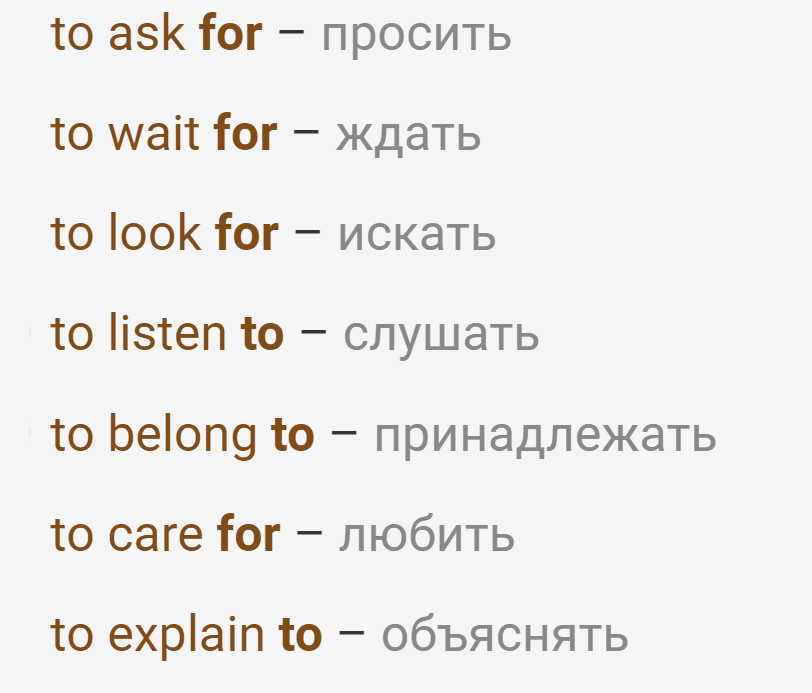 to ask for – просить
to wait for – ждать
to look for – искать
to listen to – слушать
to belong to – принадлежать
to care for – любить
to explain to – объяснять